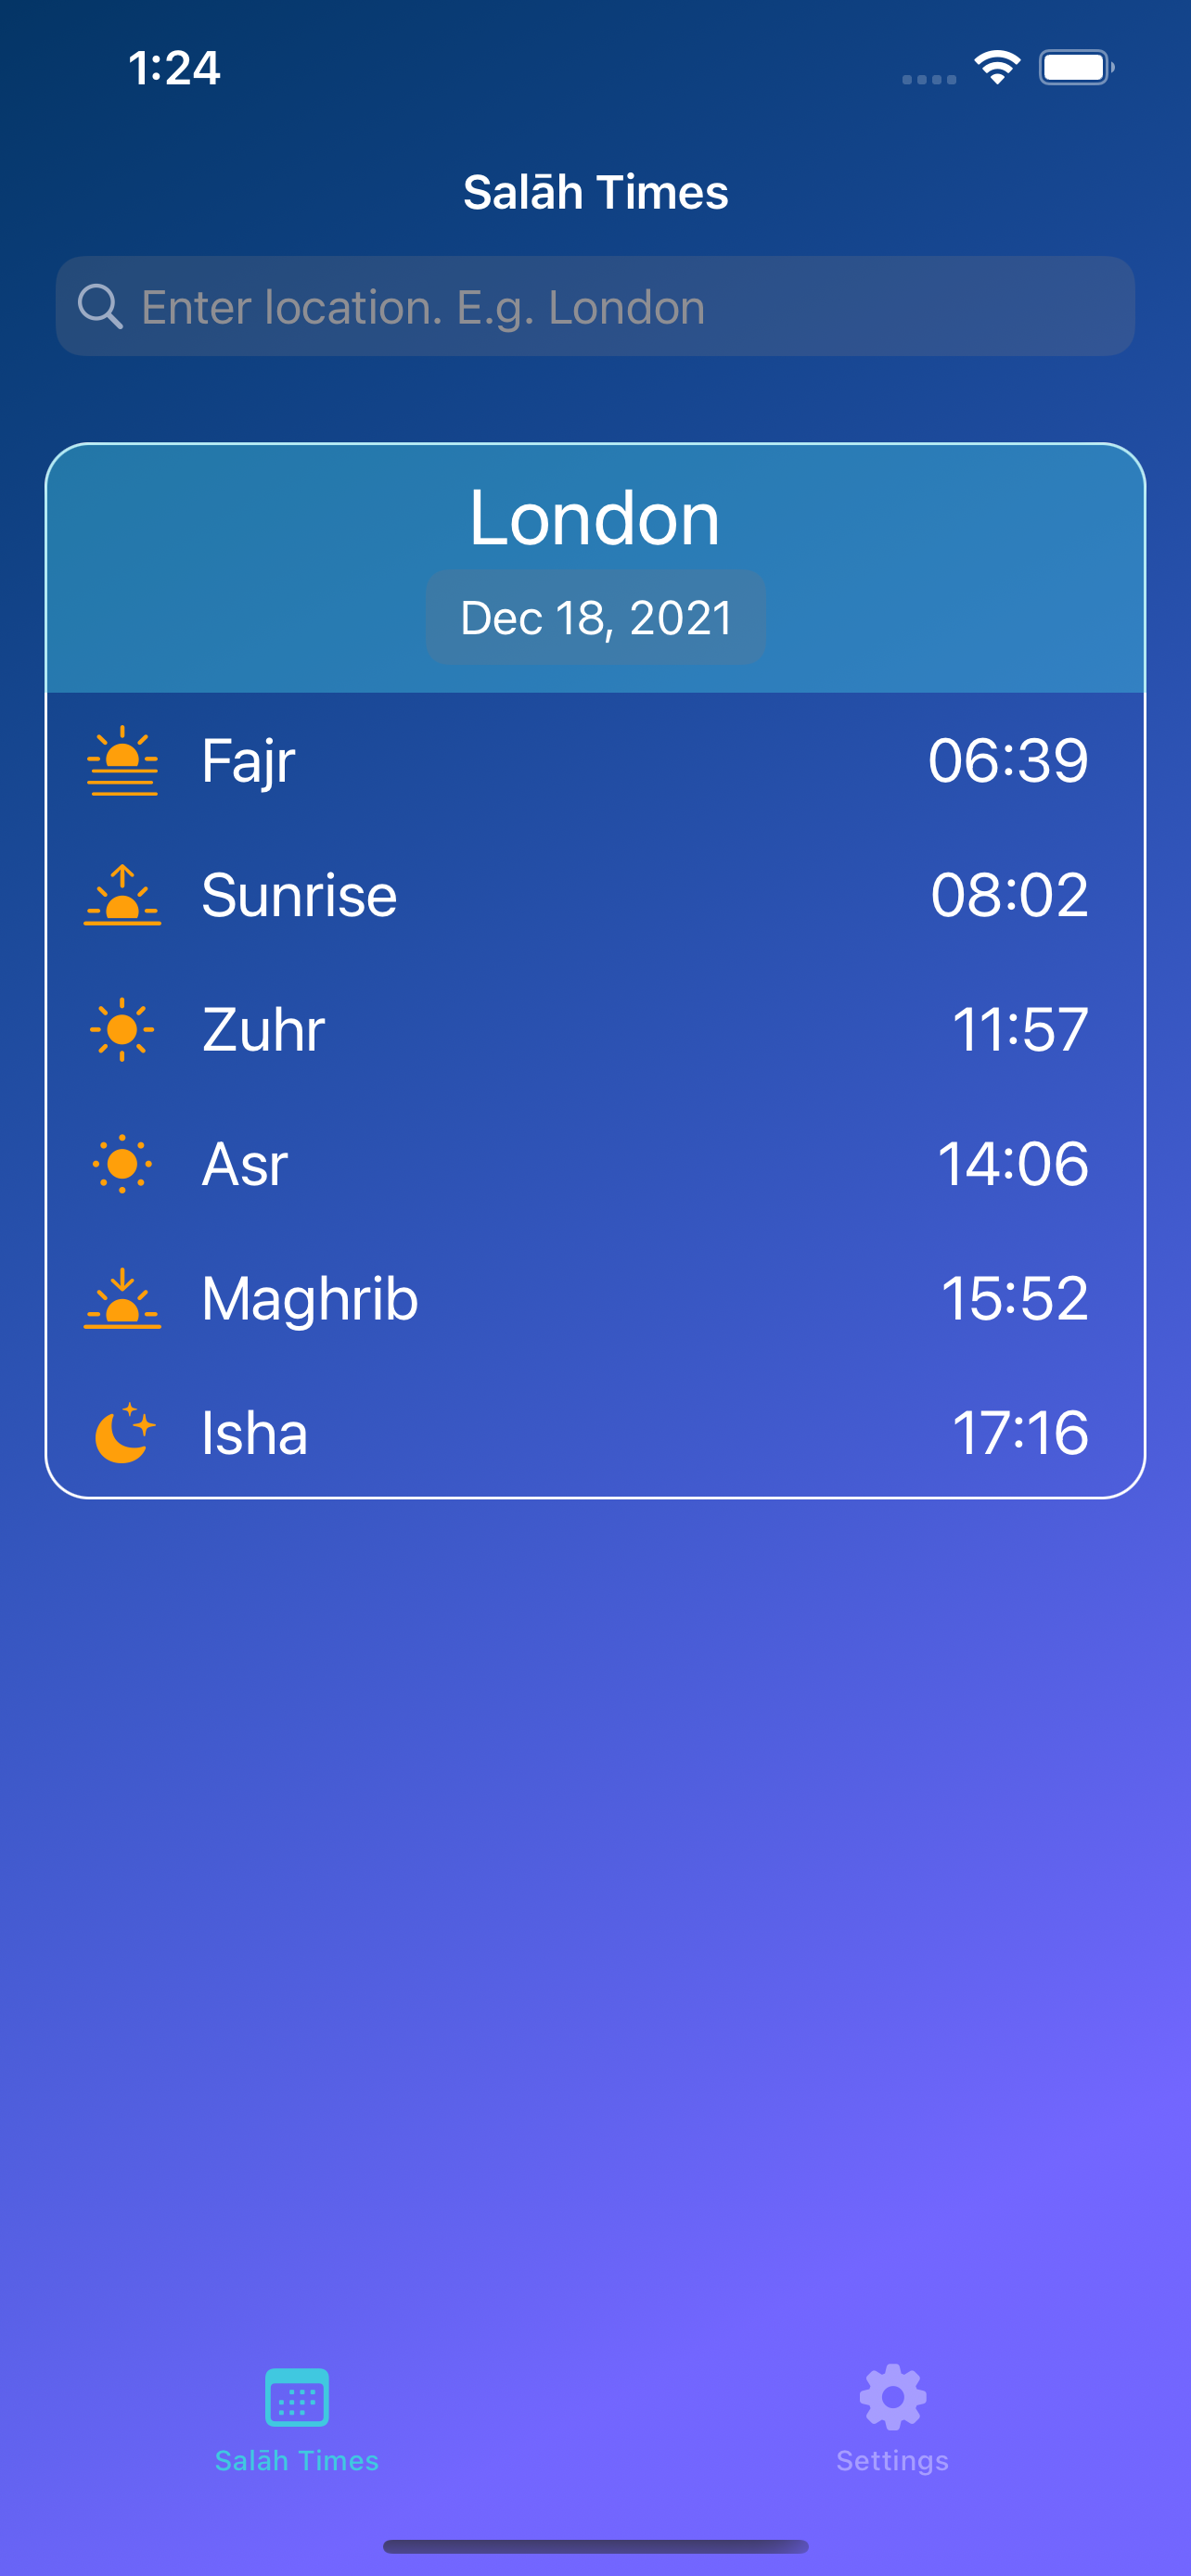 1:24
Salāh Times
Enter location. E.g. London
London
Dec 18, 2021
Fajr 06:39
Sunrise 08:02
Zuhr 11:57
Asr 14:06
Maghrib 15:52
Isha 17:16
Salāh Times Settings